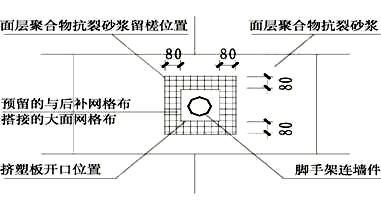 面层聚合物抗裂砂浆留槎位置
面层聚合物抗裂砂浆
80
80
80
预留的与后补网格布
搭接的大面网格布
80
挤塑板开口位置
脚手架连墙件